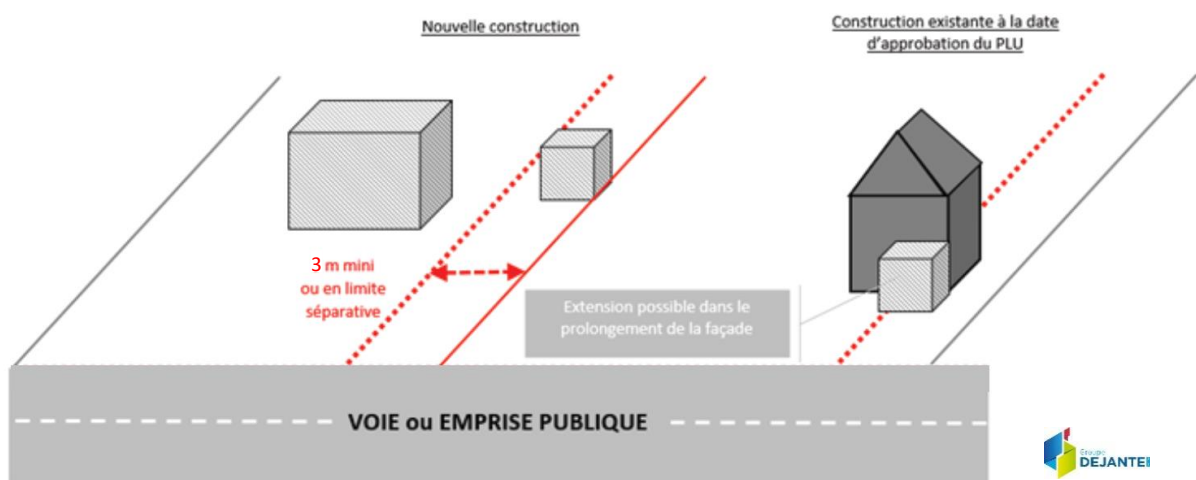 Nouvelle construction
Construction existante à la date
d'approbation du PLU
3 m mini
ou en limite
séparative
Extension possible dans le
prolongement de la façade
VOIE ou EMPRISE PUBLIQUE
Groupe
DEJANTE